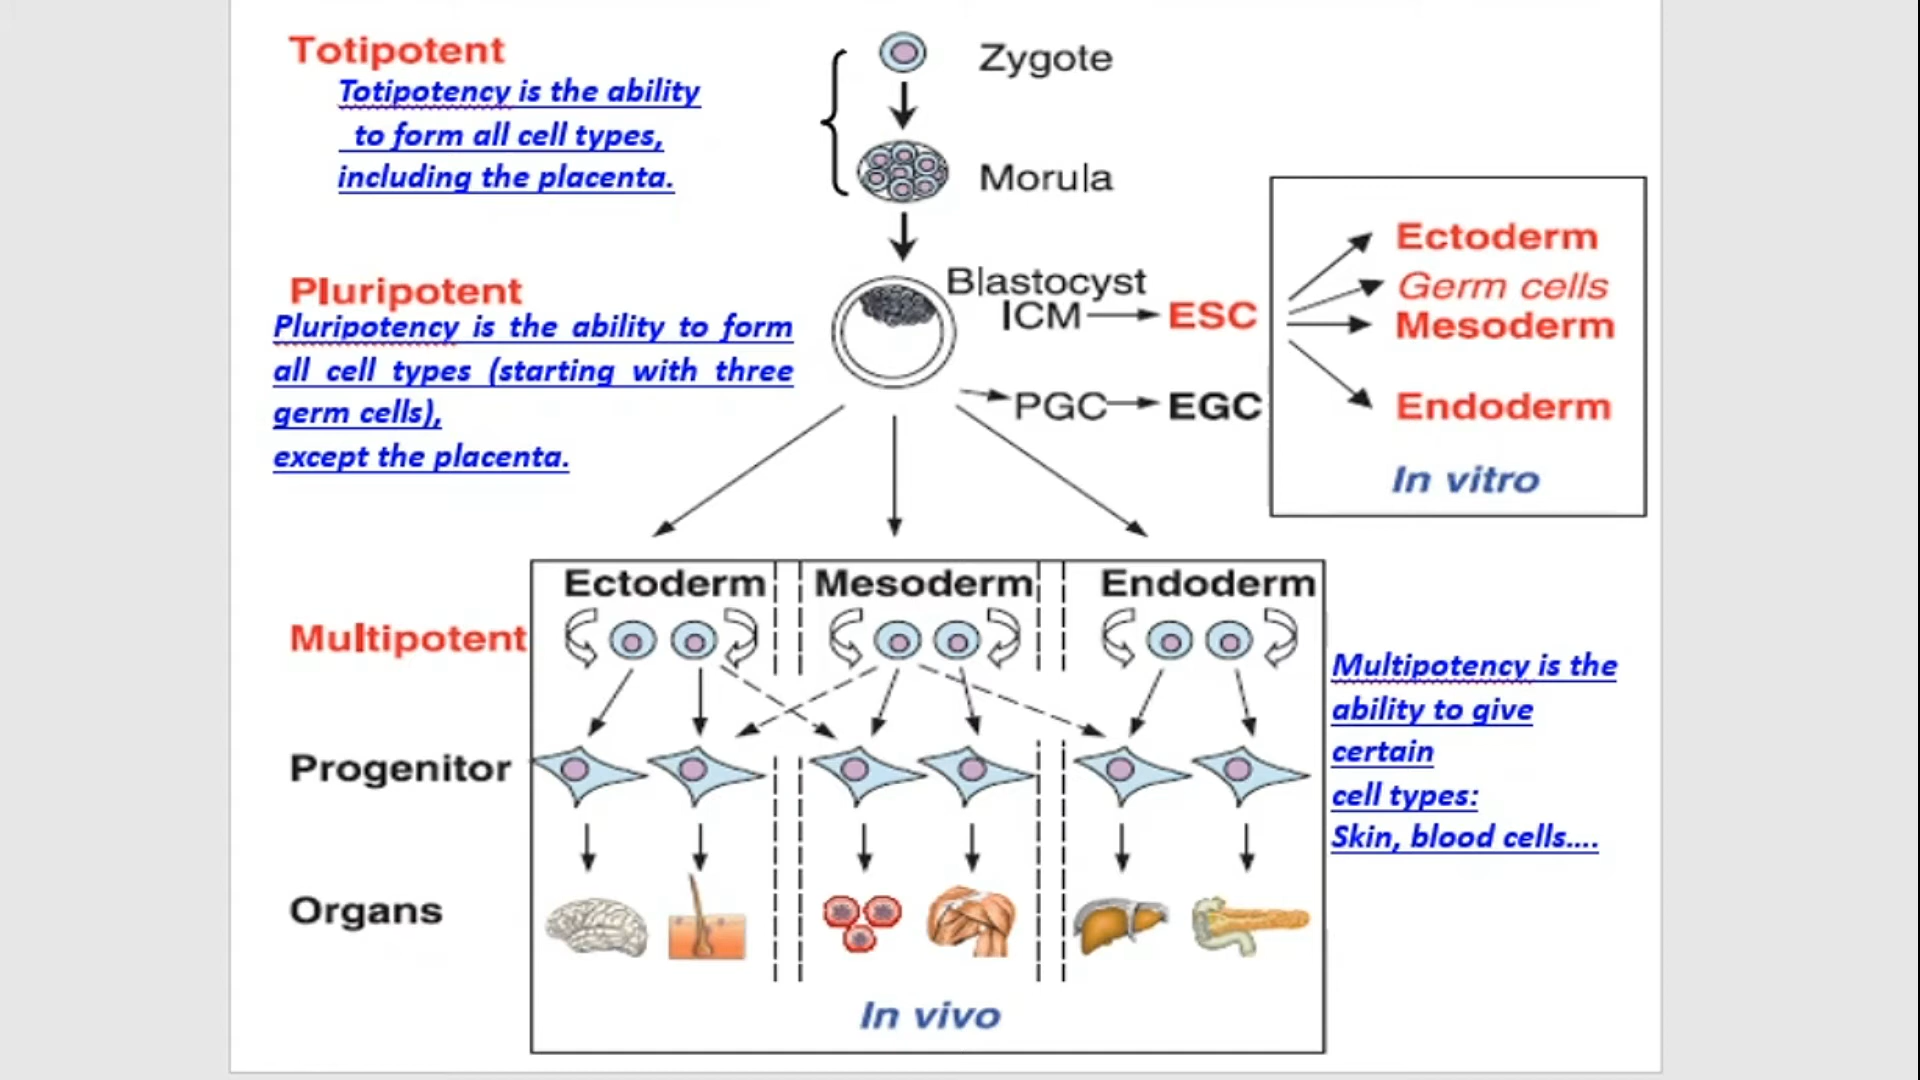 Totipotent
Totipotency is the ability
to form all cell types,
including the placenta.
Zygote
Morula
Pluripotent
Pluripotency is the ability to form
all cell types (starting with three
germ cells),
except the placenta.
Blastocyst
ICM
ESC
PGC
EGC
Ectoderm
Germ cells
Mesoderm
Endoderm
In vitro
Ectoderm
Mesoderm
Endoderm
Multipotent
Multipotency is the
ability to give
certain
cell types:
Skin, blood cells....
Progenitor
Organs
In vivo